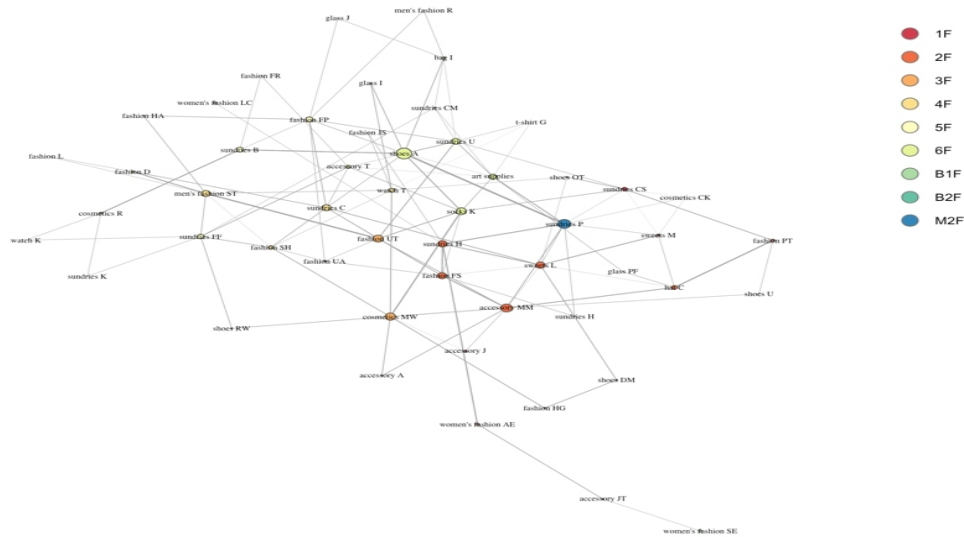 men's fashion R
glass J
bag I
fashion FR
glass I
women's fashion LC
sundries CM
fashion HA
fashion FP
t-shirt G
fashion JS
sundries U
sundries B
shoes A
fashion L
accessory T
fashion D
art supplies
shoes OT
men's fashion ST
watch T
sundries CS
cosmetics CK
sundries C
socks K
cosmetics R
sundries P
watch K
sundries FF
fashion UT
sundries H
sweets M
fashion PT
fashion SH
fashion UA
sweets L
sundries K
fashion FS
glass PF
hat C
shoes U
accessory MM
cosmetics MW
sundries H
shoes RW
accessory J
accessory A
shoes DM
fashion HG
women's fashion AE
accessory JT
women's fashion SE
1F
2F
3F
4F
5F
6F
B1F
B2F
M2F